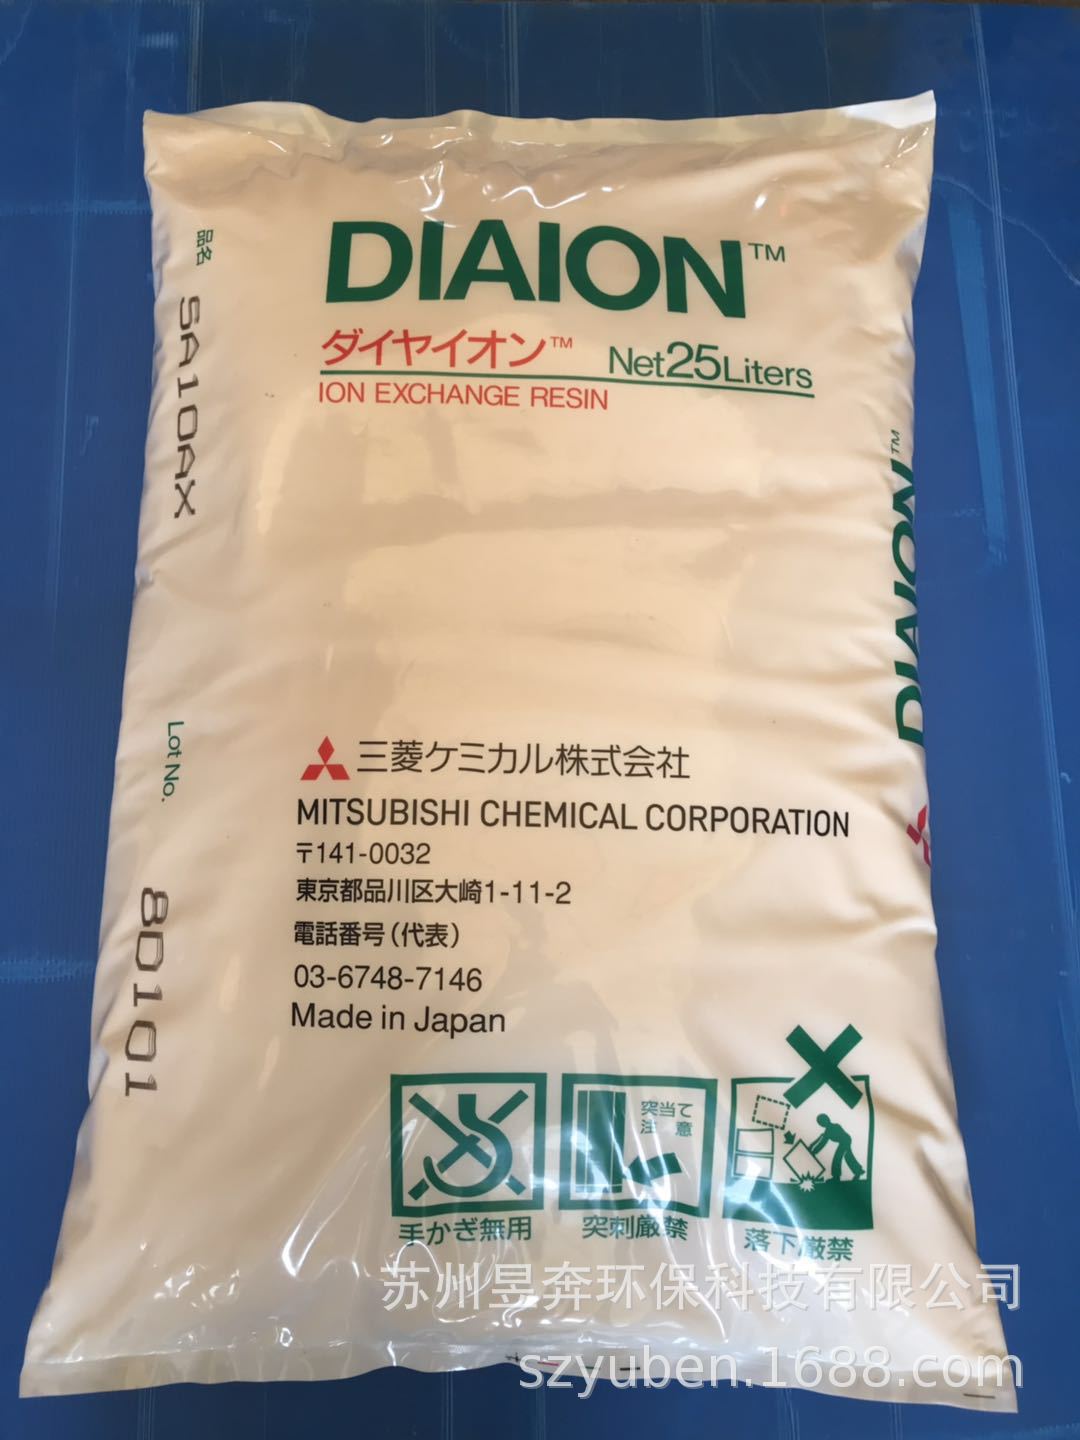 DIAION™
ダイヤイオン™ Net25Liters
ION EXCHANGE RESIN
品名 SA10AX
Lot No. 8D101
DIAION™
三菱ケミカル株式会社
MITSUBISHI CHEMICAL CORPORATION
〒141-0032
東京都品川区大崎1-11-2
電話番号(代表)
03-6748-7146
Made in Japan
突当て
注意
手かぎ無用
突刺厳禁
落下厳禁
苏州昱奔环保科技有限公司
szyuben.1688.com